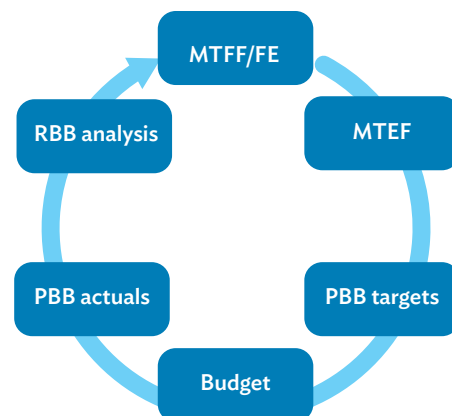 MTFF/FE
MTEF
PBB targets
Budget
PBB actuals
RBB analysis